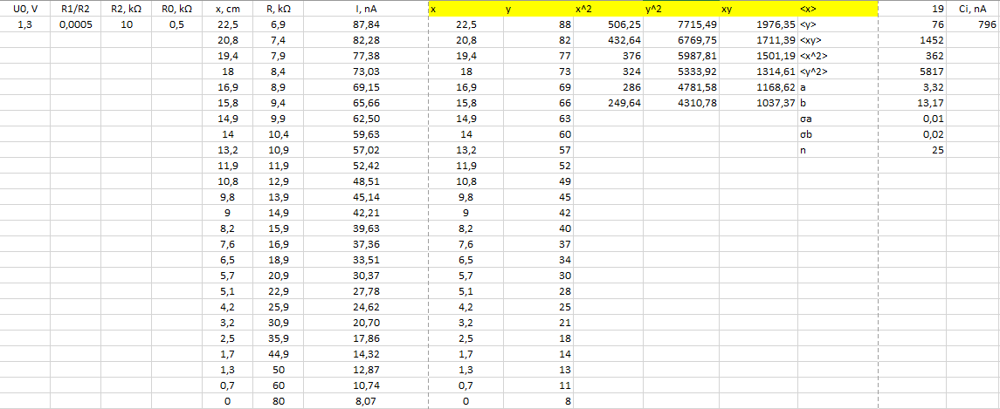 U0, V R1/R2 R2, kΩ R0, kΩ x, cm R, kΩ I, nA x y x^2 y^2 xy <x> 19 Ci, nA
1,3 0,0005 10 0,5 22,5 6,9 87,84 22,5 88 506,25 7715,49 1976,35 <y> 76 796
20,8 7,4 82,28 20,8 82 432,64 6769,75 1711,39 <xy> 1452
19,4 7,9 77,38 19,4 77 376 5987,81 1501,19 <x^2> 362
18 8,4 73,03 18 73 324 5333,92 1314,61 <y^2> 5817
16,9 8,9 69,15 16,9 69 286 4781,58 1168,62 a 3,32
15,8 9,4 65,66 15,8 66 249,64 4310,78 1037,37 b 13,17
14,9 9,9 62,50 14,9 63 σa 0,01
14 10,4 59,63 14 60 σb 0,02
13,2 10,9 57,02 13,2 57 n 25
11,9 11,9 52,42 11,9 52
10,8 12,9 48,51 10,8 49
9,8 13,9 45,14 9,8 45
9 14,9 42,21 9 42
8,2 15,9 39,63 8,2 40
7,6 16,9 37,36 7,6 37
6,5 18,9 33,51 6,5 34
5,7 20,9 30,37 5,7 30
5,1 22,9 27,78 5,1 28
4,2 25,9 24,62 4,2 25
3,2 30,9 20,70 3,2 21
2,5 35,9 17,86 2,5 18
1,7 44,9 14,32 1,7 14
1,3 50 12,87 1,3 13
0,7 60 10,74 0,7 11
0 80 8,07 0 8